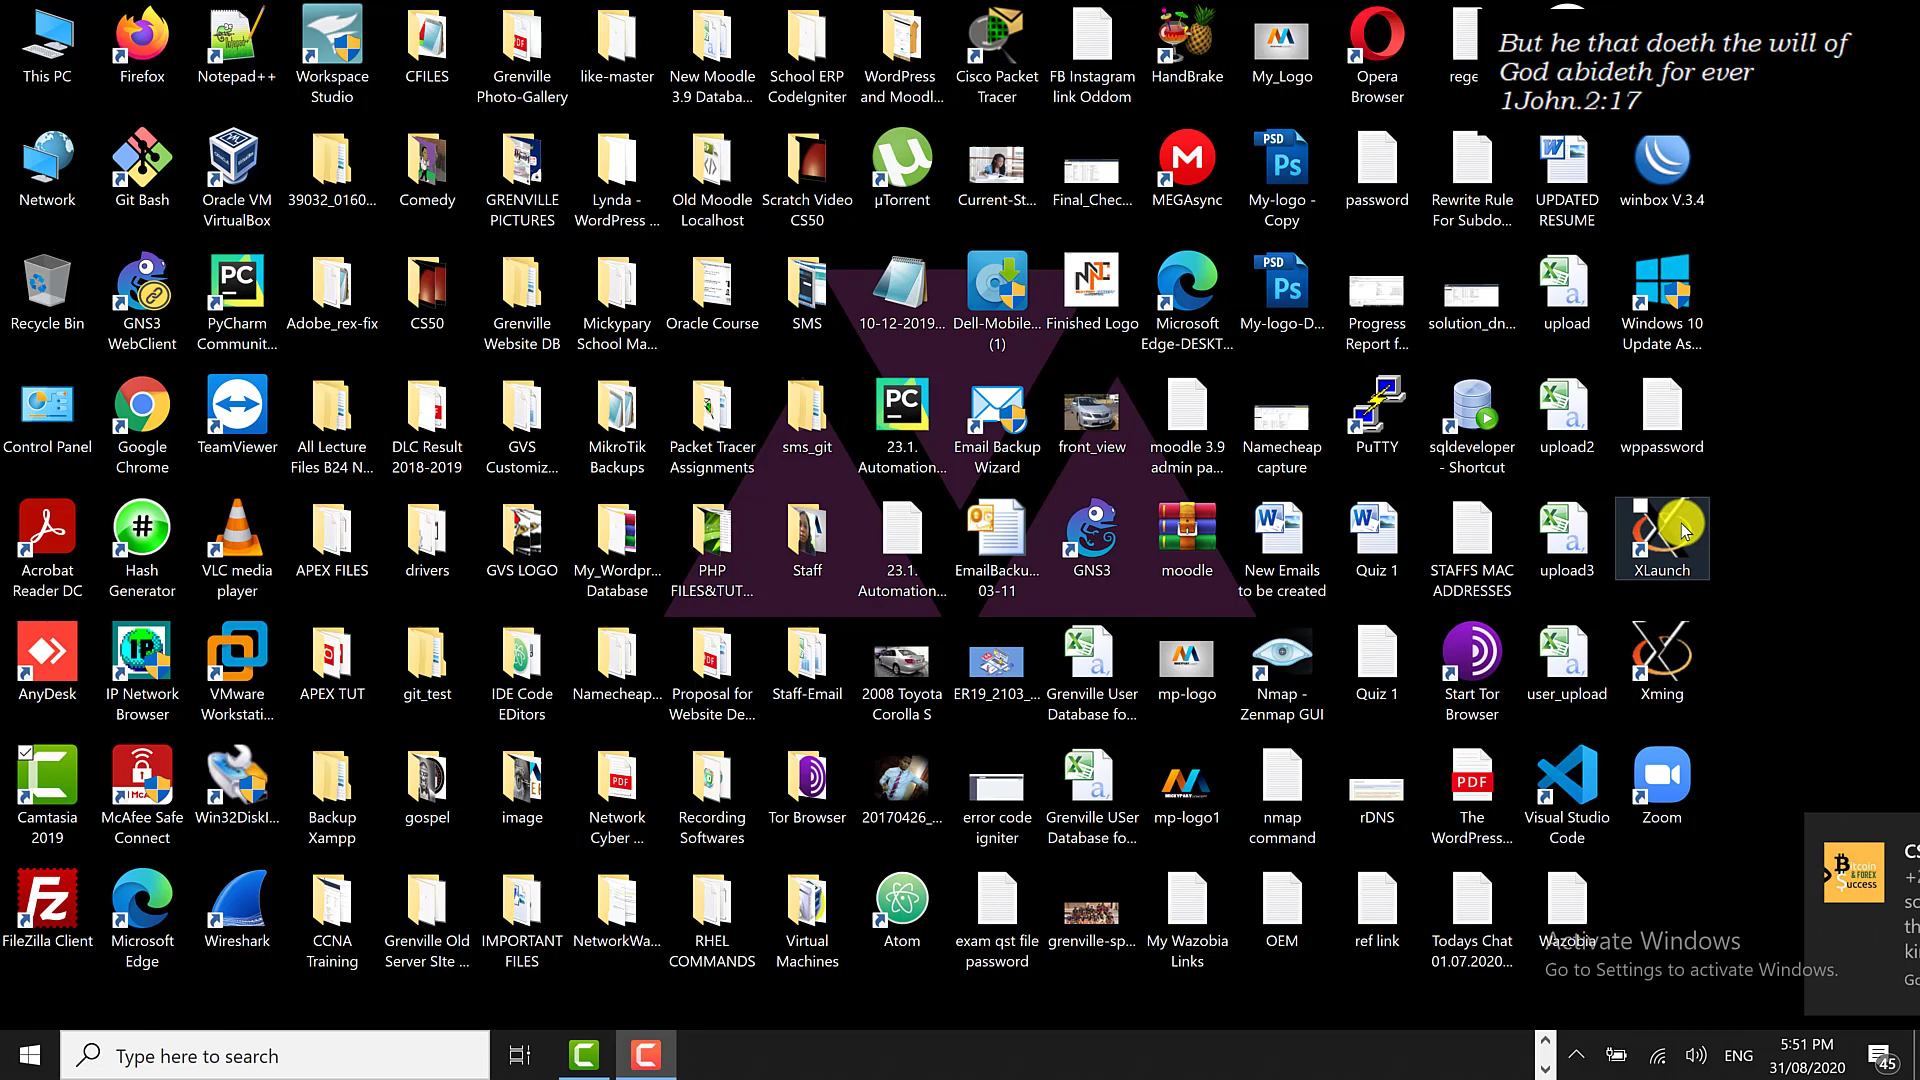 This PC
Firefox
Notepad++
Workspace
Studio
CFILES
Grenville
Photo-Gallery
like-master
New Moodle
3.9 Databa...
School ERP
CodeIgniter
WordPress
and Moodl...
Cisco Packet
Tracer
FB Instagram
link Oddom
HandBrake
My_Logo
Opera
Browser
rege
But he that doeth the will of
God abideth for ever
1John.2:17
Network
Git Bash
Oracle VM
VirtualBox
39032_0160...
Comedy
GRENVILLE
PICTURES
Lynda -
WordPress ...
Old Moodle
Localhost
Scratch Video
CS50
µTorrent
Current-St...
Final_Chec...
MEGAsync
My-logo -
Copy
password
Rewrite Rule
For Subdo...
UPDATED
RESUME
winbox V.3.4
Recycle Bin
GNS3
WebClient
PyCharm
Communit...
Adobe_rex-fix
CS50
Grenville
Website DB
Mickypary
School Ma...
Oracle Course
SMS
10-12-2019...
Dell-Mobile...
(1)
Finished Logo
Microsoft
Edge-DESKT...
My-logo-D...
Progress
Report f...
solution_dn...
upload
Windows 10
Update As...
Control Panel
Google
Chrome
TeamViewer
All Lecture
Files B24 N...
DLC Result
2018-2019
GVS
Customiz...
MikroTik
Backups
Packet Tracer
Assignments
sms_git
23.1.
Automation...
Email Backup
Wizard
front_view
moodle 3.9
admin pa...
Namecheap
capture
PuTTY
sqldeveloper
- Shortcut
upload2
wppassword
Acrobat
Reader DC
Hash
Generator
VLC media
player
APEX FILES
drivers
GVS LOGO
My_Wordpr...
Database
PHP
FILES&TUT...
Staff
23.1.
Automation...
EmailBacku...
03-11
GNS3
moodle
New Emails
to be created
Quiz 1
STAFFS MAC
ADDRESSES
upload3
XLaunch
AnyDesk
IP Network
Browser
VMware
Workstati...
APEX TUT
git_test
IDE Code
EDitors
Namecheap...
Proposal for
Website De...
Staff-Email
2008 Toyota
Corolla S
ER19_2103_...
Grenville User
Database fo...
mp-logo
Nmap -
Zenmap GUI
Quiz 1
Start Tor
Browser
user_upload
Xming
Camtasia
2019
McAfee Safe
Connect
Win32DiskI...
Backup
Xampp
gospel
image
Network
Cyber ...
Recording
Softwares
Tor Browser
20170426_...
error code
igniter
Grenville USer
Database fo...
mp-logo1
nmap
command
rDNS
The
WordPress...
Visual Studio
Code
Zoom
FileZilla Client
Microsoft
Edge
Wireshark
CCNA
Training
Grenville Old
Server SIte ...
IMPORTANT
FILES
NetworkWa...
RHEL
COMMANDS
Virtual
Machines
Atom
exam qst file
password
grenville-sp...
My Wazobia
Links
OEM
ref link
Todays Chat
01.07.2020...
Wazobia
Activate Windows
Go to Settings to activate Windows.
Type here to search
ENG
5:51 PM
31/08/2020
45